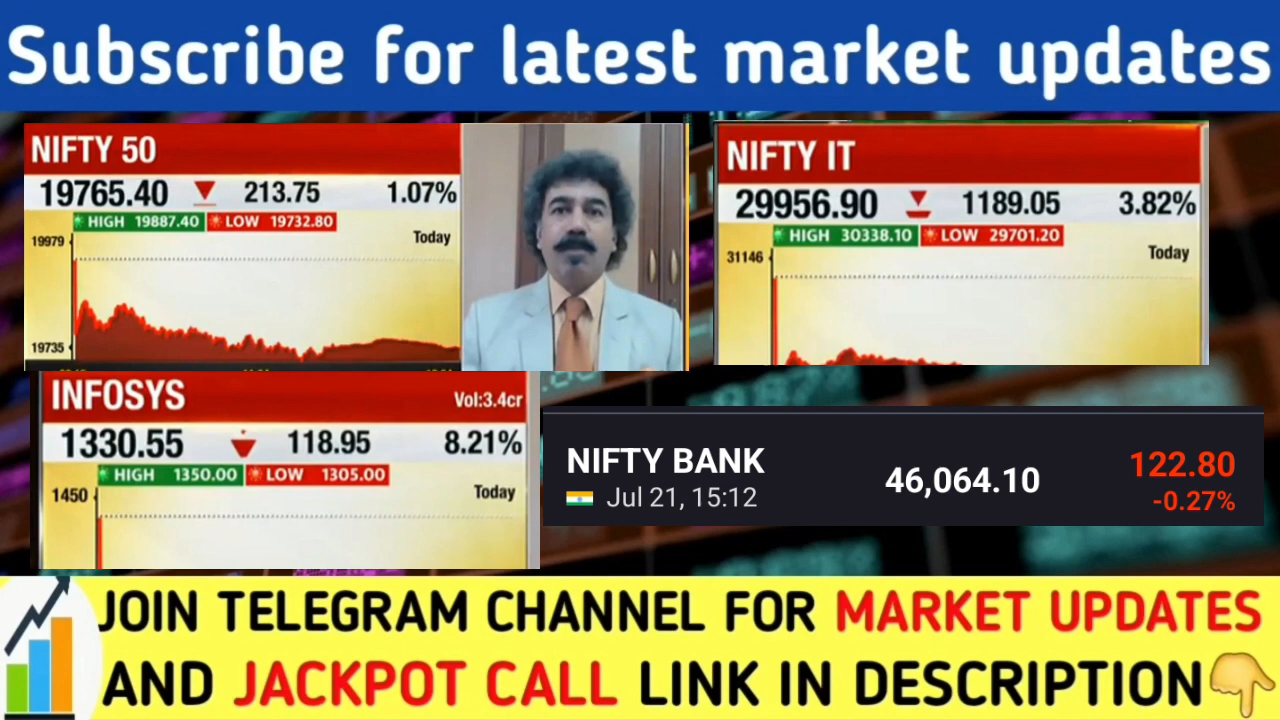 Subscribe for latest market updates
NIFTY 50
19765.40 213.75 1.07%
HIGH 19887.40 LOW 19732.80
Today
19979
19735
NIFTY IT
29956.90 1189.05 3.82%
HIGH 30338.10 LOW 29701.20
Today
31146
INFOSYS Vol:3.4cr
1330.55 118.95 8.21%
HIGH 1350.00 LOW 1305.00
Today
1450
NIFTY BANK 46,064.10 122.80
Jul 21, 15:12 -0.27%
JOIN TELEGRAM CHANNEL FOR MARKET UPDATES
AND JACKPOT CALL LINK IN DESCRIPTION👇